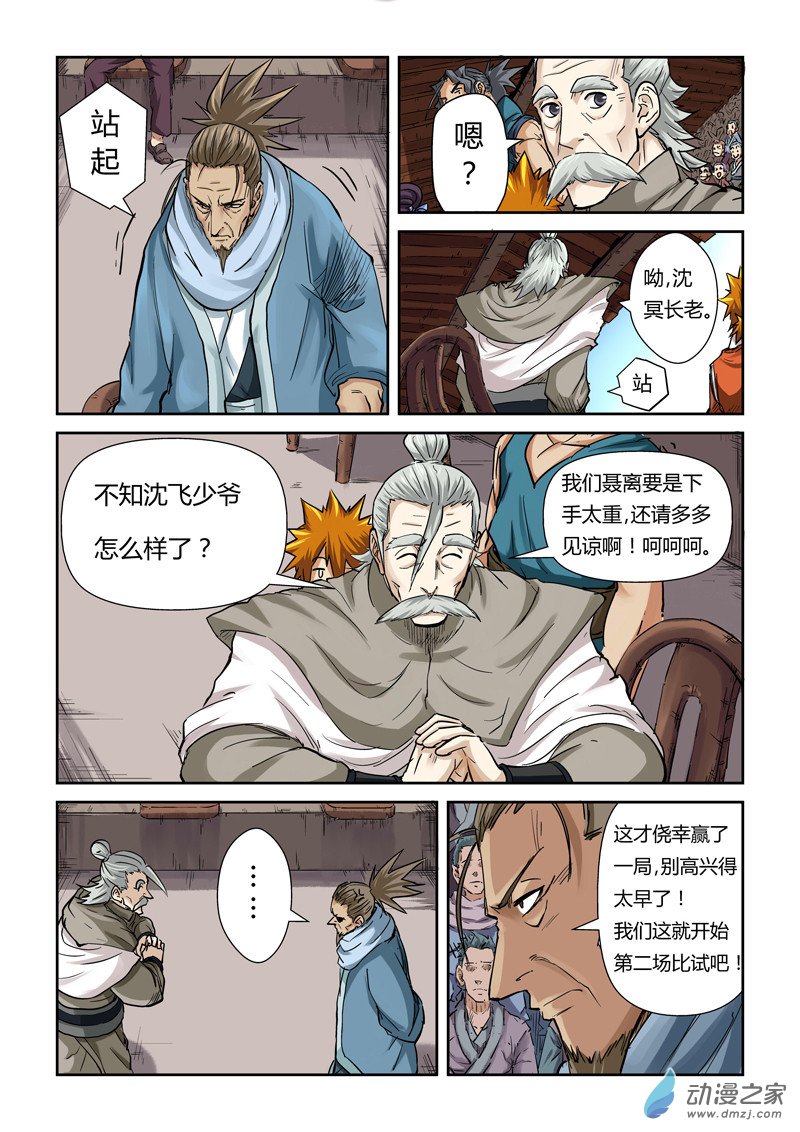 站
起
嗯
？
呦，沈
冥长老。
站
不知沈飞少爷
怎么样了？
我们聂离要是下
手太重，还请多多
见谅啊！呵呵呵。
……
这才侥幸赢了
一局，别高兴得
太早了！
我们这就开始
第二场比试吧！
动漫之家
www.dmzj.com